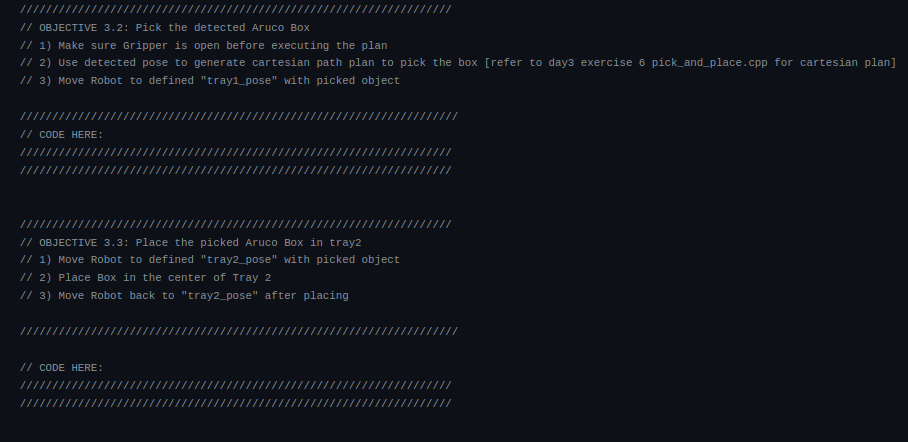 ///////////////////////////////////////////////////////////////////
// OBJECTIVE 3.2: Pick the detected Aruco Box
// 1) Make sure Gripper is open before executing the plan
// 2) Use detected pose to generate cartesian path plan to pick the box [refer to day3 exercise 6 pick_and_place.cpp for cartesian plan]
// 3) Move Robot to defined "tray1_pose" with picked object
////////////////////////////////////////////////////////////////////
// CODE HERE:
///////////////////////////////////////////////////////////////////
///////////////////////////////////////////////////////////////////
///////////////////////////////////////////////////////////////////
// OBJECTIVE 3.3: Place the picked Aruco Box in tray2
// 1) Move Robot to defined "tray2_pose" with picked object
// 2) Place Box in the center of Tray 2
// 3) Move Robot back to "tray2_pose" after placing
////////////////////////////////////////////////////////////////////
// CODE HERE:
///////////////////////////////////////////////////////////////////
///////////////////////////////////////////////////////////////////